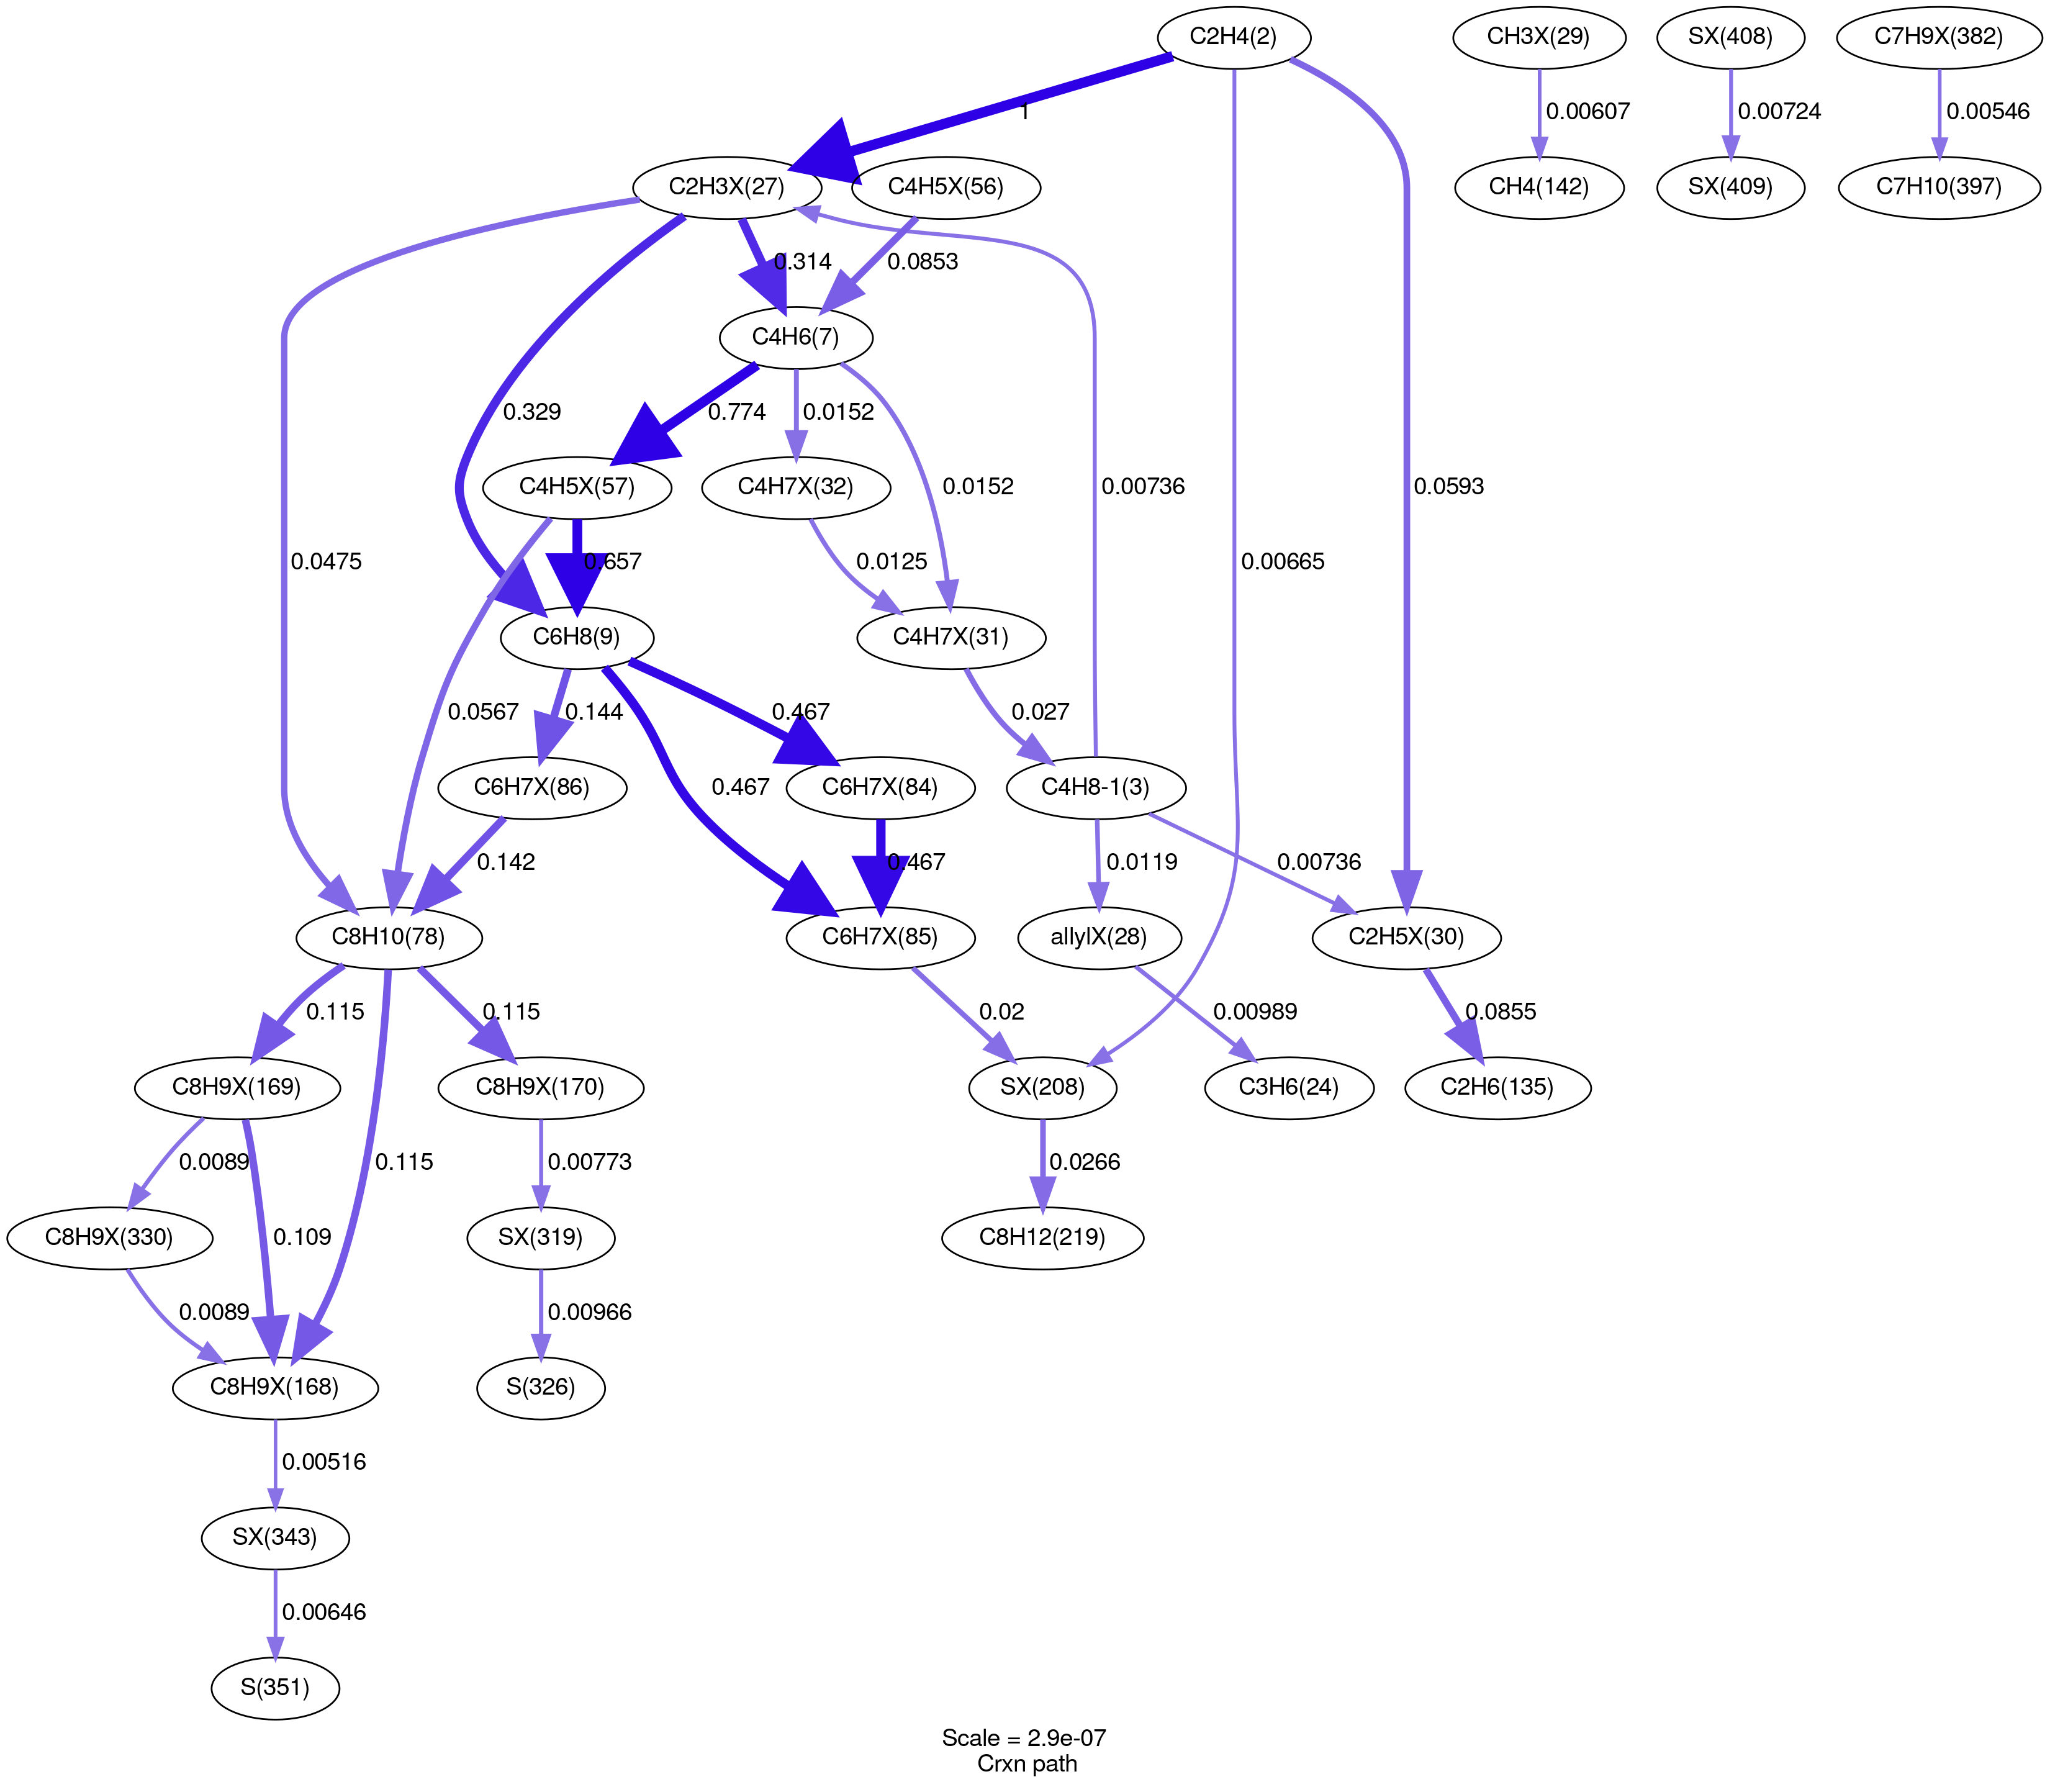 C2H4(2)
CH3X(29)
SX(408)
C7H9X(382)
1
0.00607
0.00724
0.00546
C2H3X(27)
C4H5X(56)
CH4(142)
SX(409)
C7H10(397)
0.314
0.0853
C4H6(7)
0.329
0.774
0.0152
C4H5X(57)
C4H7X(32)
0.0152
0.00736
0.0593
0.0475
0.657
0.0125
0.00665
C6H8(9)
C4H7X(31)
0.0567
0.144
0.467
0.027
C6H7X(86)
0.467
C6H7X(84)
C4H8-1(3)
0.142
0.467
0.0119
0.00736
C8H10(78)
C6H7X(85)
allylX(28)
C2H5X(30)
0.115
0.115
0.02
0.00989
0.0855
C8H9X(169)
C8H9X(170)
SX(208)
C3H6(24)
C2H6(135)
0.0089
0.115
0.00773
0.0266
C8H9X(330)
0.109
SX(319)
C8H12(219)
0.0089
0.00966
C8H9X(168)
S(326)
0.00516
SX(343)
0.00646
S(351)
Scale = 2.9e-07
Crxn path